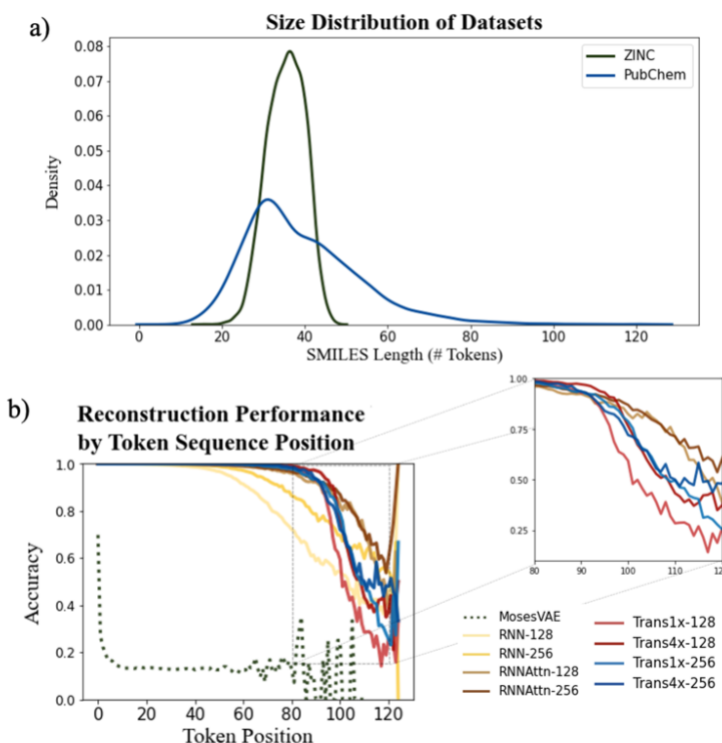 a)
Size Distribution of Datasets
0.08
0.07
0.06
0.05
0.04
0.03
0.02
0.01
0.00
Density
ZINC
PubChem
0 20 40 60 80 100 120
SMILES Length (# Tokens)
b)
Reconstruction Performance
by Token Sequence Position
1.0
0.8
0.6
0.4
0.2
0.0
Accuracy
0 20 40 60 80 100 120
Token Position
1.00
0.75
0.50
0.25
80 90 100 110 120
MosesVAE
RNN-128
RNN-256
RNNAttn-128
RNNAttn-256
Trans1x-128
Trans4x-128
Trans1x-256
Trans4x-256